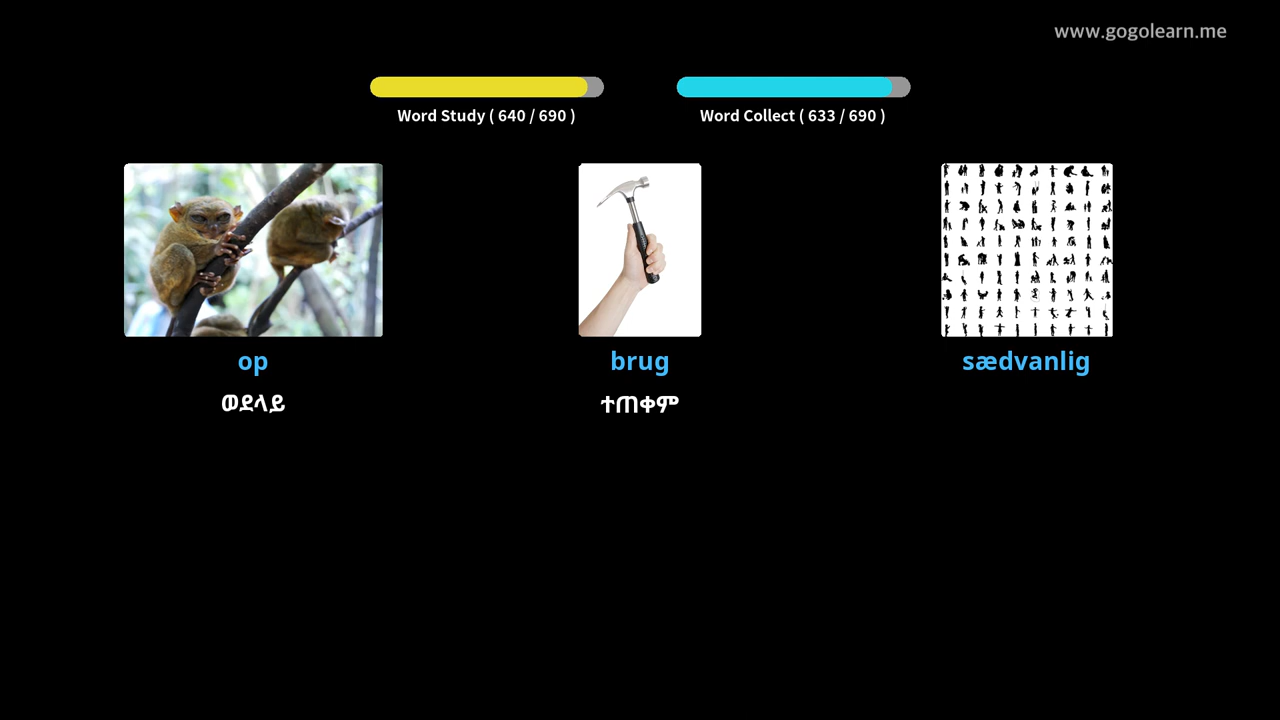 www.gogolearn.me
Word Study ( 640 / 690 )
Word Collect ( 633 / 690 )
op
brug
sædvanlig
ወደላይ
ተጠቀም